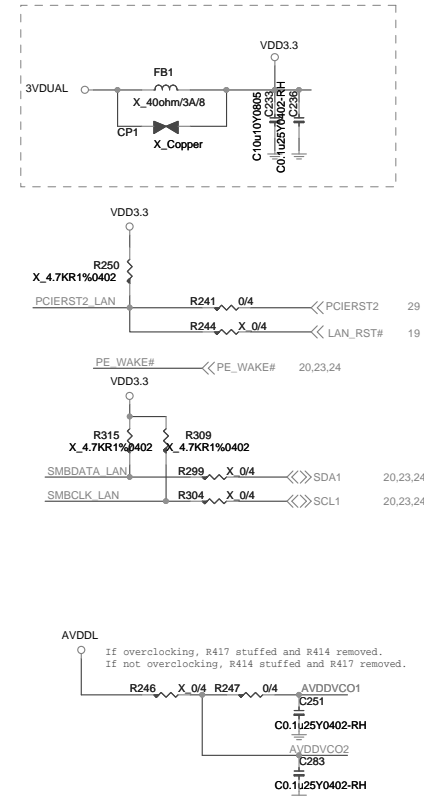 VDD3.3
FB1
3VDUAL
X_40ohm/3A/8
CP1
X_Copper
C10u10Y0805
C233
C0.1u25Y0402-RH
C236
VDD3.3
R250
X_4.7KR1%0402
PCIERST2_LAN
R241 0/4
PCIERST2 29
R244 X_0/4
LAN_RST# 19
PE_WAKE#
PE_WAKE# 20,23,24
VDD3.3
R315 R309
X_4.7KR1%0402 X_4.7KR1%0402
SMBDATA_LAN R299 X_0/4 SDA1 20,23,24
SMBCLK_LAN R304 X_0/4 SCL1 20,23,24
AVDDL
If overclocking, R417 stuffed and R414 removed.
If not overclocking, R414 stuffed and R417 removed.
R246 X_0/4 R247 0/4 AVDDVCO1
C251
C0.1u25Y0402-RH
AVDDVCO2
C283
C0.1u25Y0402-RH